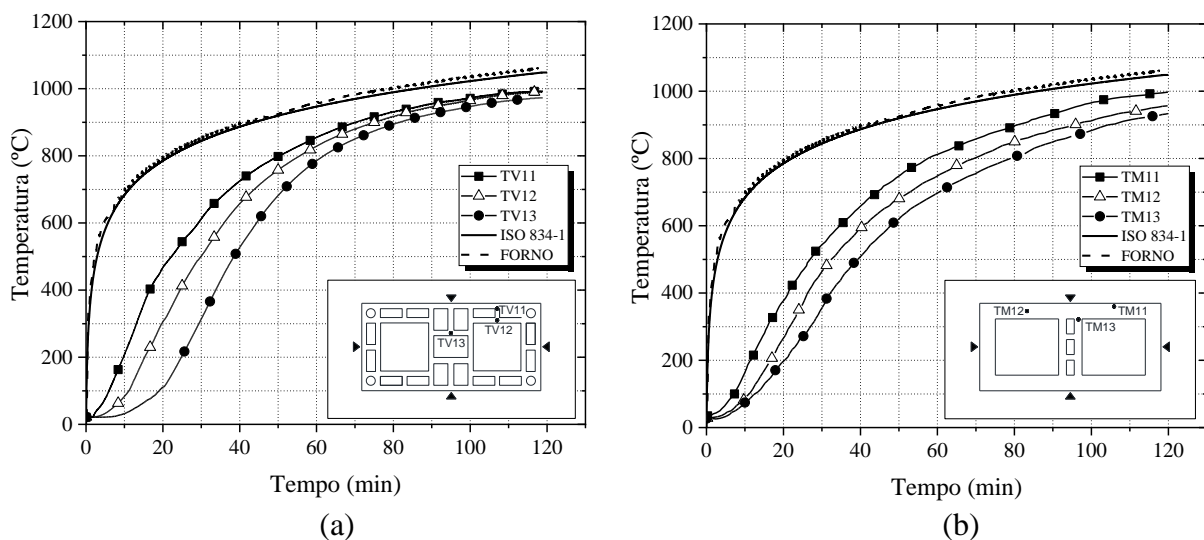 1200
1000
800
600
400
200
0
Temperatura (ºC)
TV11
TV12
TV13
ISO 834-1
FORNO
TV11
TV12
TV13
0 20 40 60 80 100 120
Tempo (min)
(a)
1200
1000
800
600
400
200
0
Temperatura (ºC)
TM11
TM12
TM13
ISO 834-1
FORNO
TM12
TM11
TM13
0 20 40 60 80 100 120
Tempo (min)
(b)